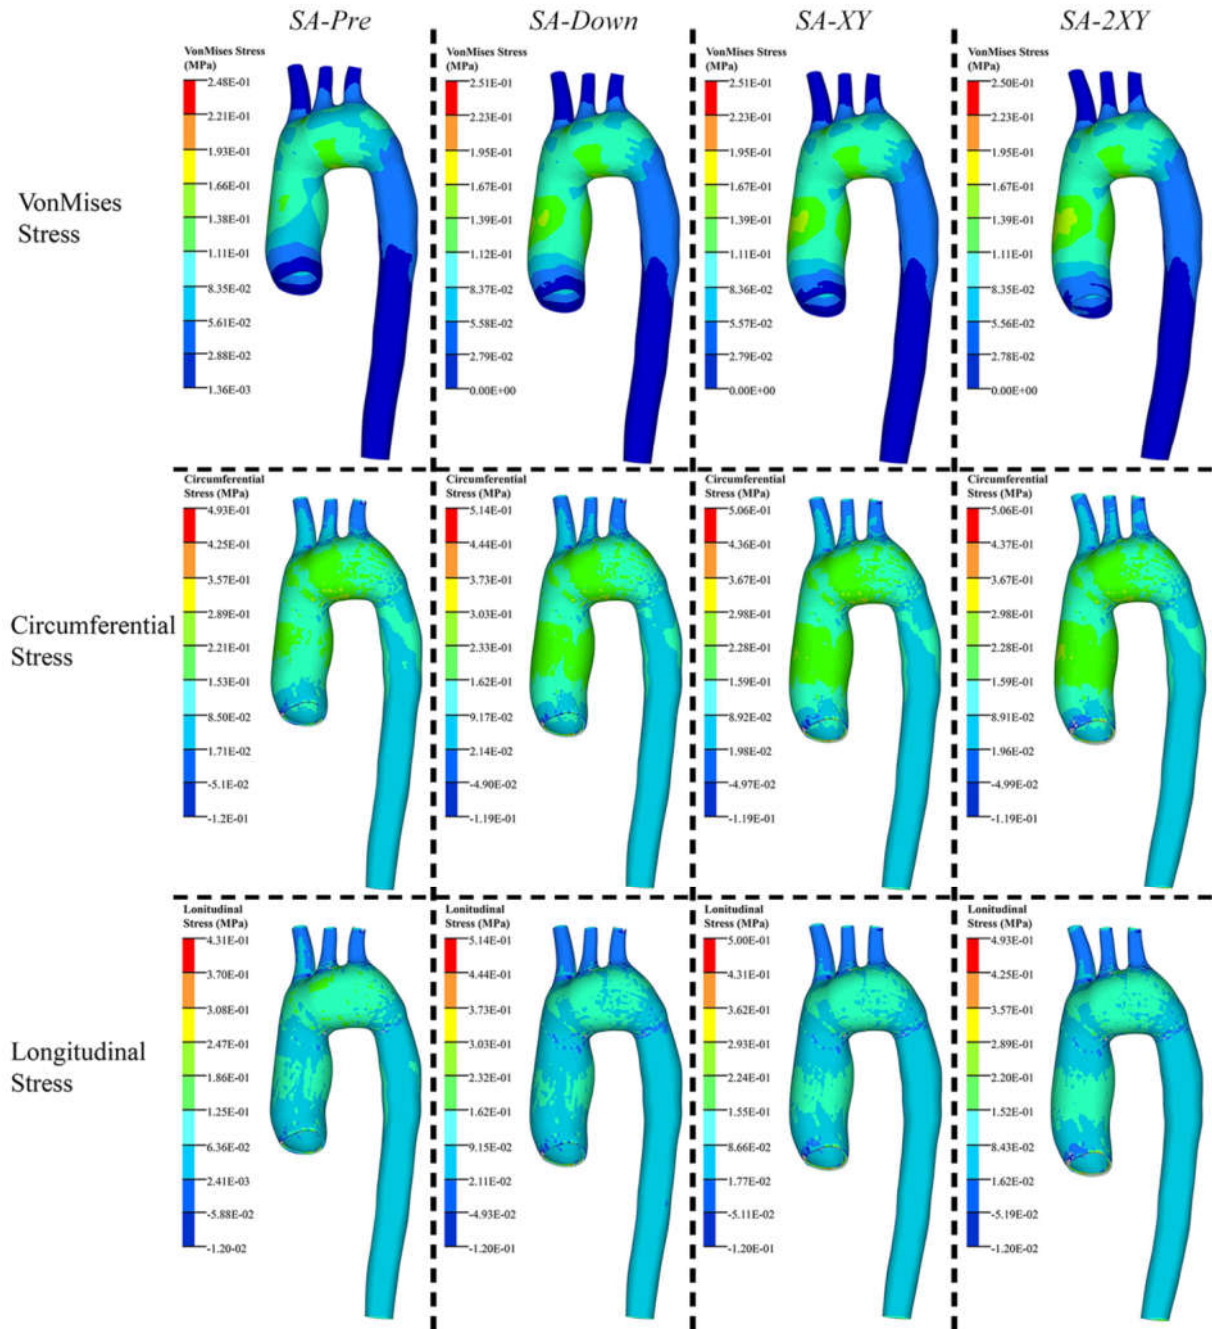 SA-Pre
SA-Down
SA-XY
SA-2XY
VonMises
Stress
VonMises Stress
(MPa)
2.48E-01
2.21E-01
1.93E-01
1.66E-01
1.38E-01
1.11E-01
8.35E-02
5.61E-02
2.88E-02
1.36E-03
VonMises Stress
(MPa)
2.51E-01
2.23E-01
1.95E-01
1.67E-01
1.39E-01
1.12E-01
8.37E-02
5.58E-02
2.79E-02
0.00E+00
VonMises Stress
(MPa)
2.51E-01
2.23E-01
1.95E-01
1.67E-01
1.39E-01
1.11E-01
8.36E-02
5.57E-02
2.79E-02
0.00E+00
VonMises Stress
(MPa)
2.50E-01
2.23E-01
1.95E-01
1.67E-01
1.39E-01
1.11E-01
8.35E-02
5.56E-02
2.78E-02
0.00E+00
Circumferential
Stress
Circumferential
Stress (MPa)
4.93E-01
4.25E-01
3.57E-01
2.89E-01
2.21E-01
1.53E-01
8.50E-02
1.71E-02
-5.1E-02
-1.2E-01
Circumferential
Stress (MPa)
5.14E-01
4.44E-01
3.73E-01
3.03E-01
2.33E-01
1.62E-01
9.17E-02
2.14E-02
-4.90E-02
-1.19E-01
Circumferential
Stress (MPa)
5.06E-01
4.36E-01
3.67E-01
2.98E-01
2.28E-01
1.59E-01
8.92E-02
1.98E-02
-4.97E-02
-1.19E-01
Circumferential
Stress (MPa)
5.06E-01
4.37E-01
3.67E-01
2.98E-01
2.28E-01
1.59E-01
8.91E-02
1.96E-02
-4.99E-02
-1.19E-01
Longitudinal
Stress
Lonitudinal
Stress (MPa)
4.31E-01
3.70E-01
3.08E-01
2.47E-01
1.86E-01
1.25E-01
6.36E-02
2.41E-03
-5.88E-02
-1.20-02
Lonitudinal
Stress (MPa)
5.14E-01
4.44E-01
3.73E-01
3.03E-01
2.32E-01
1.62E-01
9.15E-02
2.11E-02
-4.93E-02
-1.20E-01
Lonitudinal
Stress (MPa)
5.00E-01
4.31E-01
3.62E-01
2.93E-01
2.24E-01
1.55E-01
8.66E-02
1.77E-02
-5.11E-02
-1.20E-01
Lonitudinal
Stress (MPa)
4.93E-01
4.25E-01
3.57E-01
2.89E-01
2.20E-01
1.52E-01
8.43E-02
1.62E-02
-5.19E-02
-1.20E-02